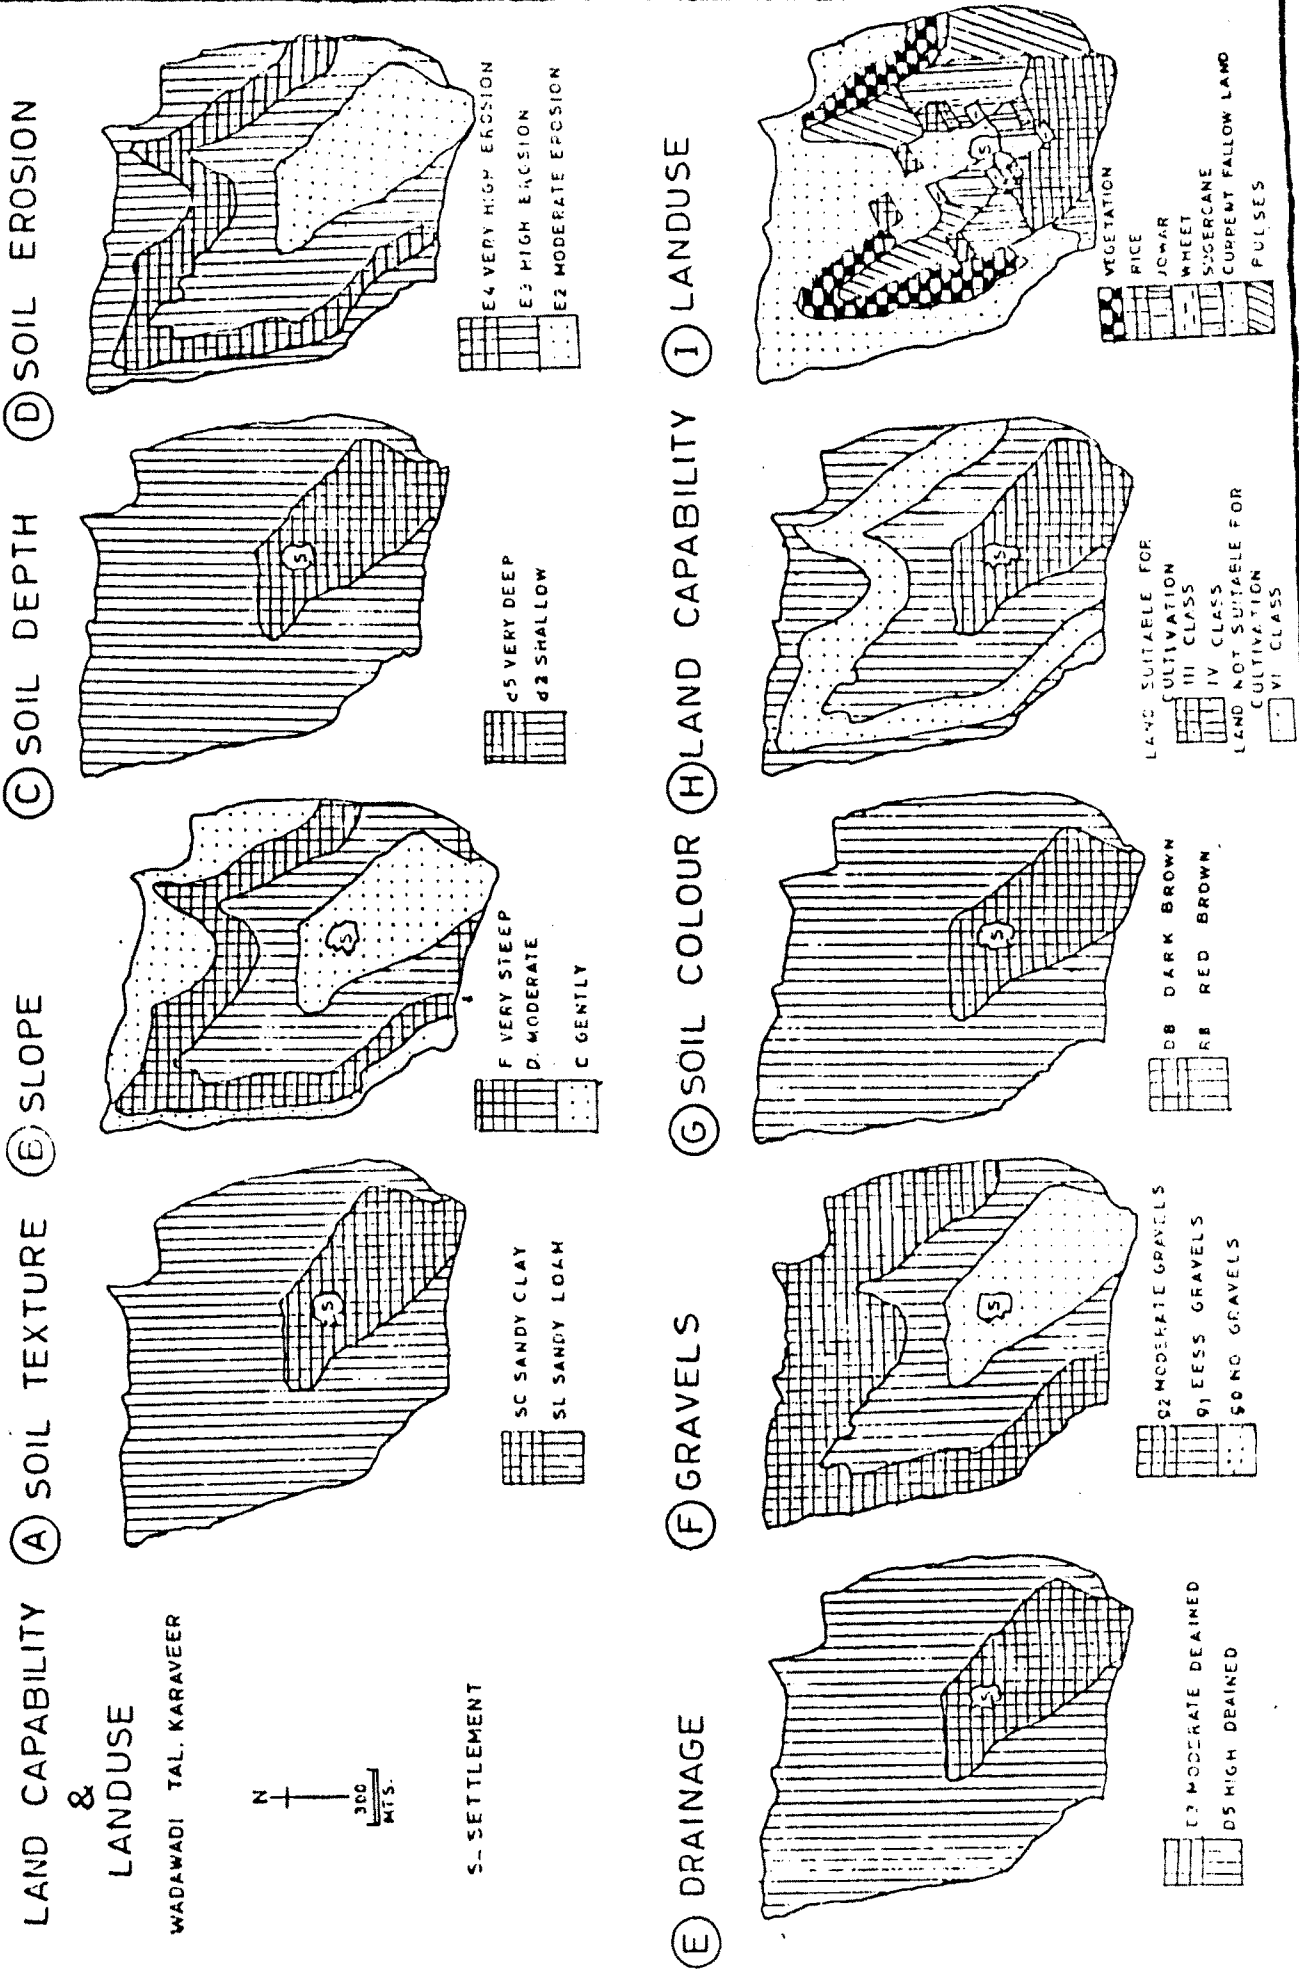 LAND CAPABILITY
&
LANDUSE
WADAWADI TAL. KARAVEER
N
300
MTS.
S_ SETTLEMENT
A SOIL TEXTURE
S
SC SANDY CLAY
SL SANDY LOAM
B SLOPE
S
F VERY STEEP
D. MODERATE
C GENTLY
C SOIL DEPTH
S
d5 VERY DEEP
d2 SHALLOW
D SOIL EROSION
E4 VERY HIGH EROSION
E3 HIGH EROSION
E2 MODERATE EROSION
E DRAINAGE
S
MODERATE DEAINED
D5 HIGH DEAINED
F GRAVELS
S
g2 MODERATE GRAVELS
g1 EESS GRAVELS
g0 NO GRAVELS
G SOIL COLOUR
S
DB DARK BROWN
RB RED BROWN
H LAND CAPABILITY
S
LAND SUITABLE FOR
CULTIVATION
III CLASS
IV CLASS
LAND NOT SUITABLE FOR
CULTIVATION
VI CLASS
I LANDUSE
S
VEGETATION
RICE
JOWAR
WHEET
SUGERCANE
CURRENT FALLOW LAND
PULSES